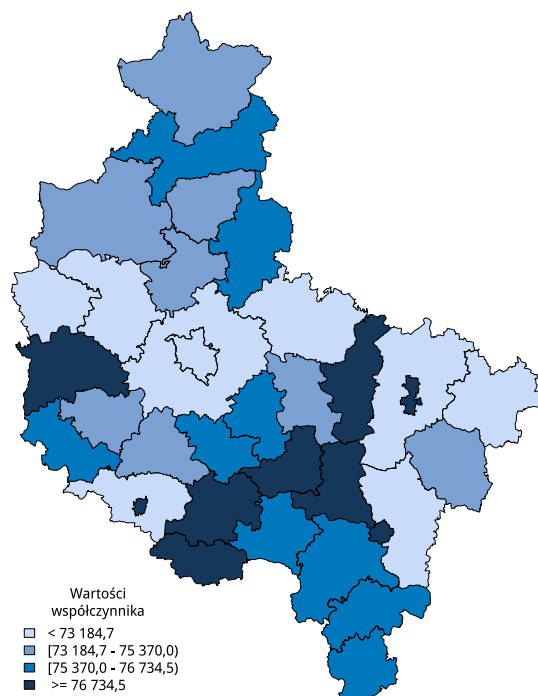 Wartości
współczynnika
< 73 184,7
[73 184,7 - 75 370,0)
[75 370,0 - 76 734,5)
>= 76 734,5